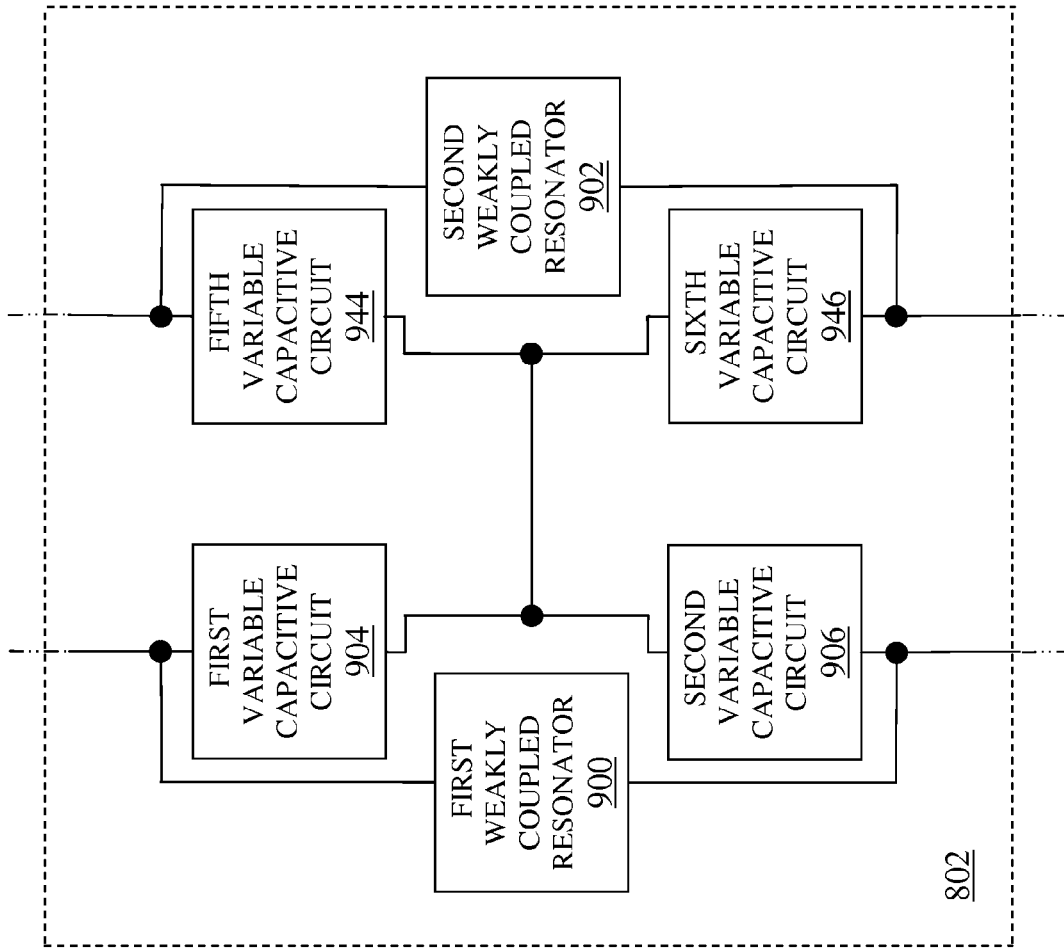 FIRST
WEAKLY
COUPLED
RESONATOR
900
FIRST
VARIABLE
CAPACITIVE
CIRCUIT
904
SECOND
VARIABLE
CAPACITIVE
CIRCUIT
906
FIFTH
VARIABLE
CAPACITIVE
CIRCUIT
944
SIXTH
VARIABLE
CAPACITIVE
CIRCUIT
946
SECOND
WEAKLY
COUPLED
RESONATOR
902
802